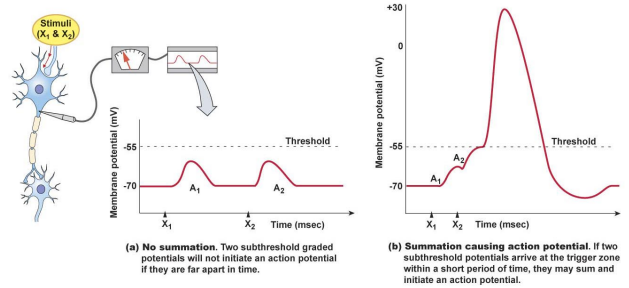 Stimuli
(X1 & X2)
Membrane potential (mV)
-55
-70
Threshold
A1
A2
X1
X2
Time (msec)
(a) No summation. Two subthreshold graded
potentials will not initiate an action potential
if they are far apart in time.
Membrane potential (mV)
+30
0
-55
-70
Threshold
A1
A2
X1
X2
Time (msec)
(b) Summation causing action potential. If two
subthreshold potentials arrive at the trigger zone
within a short period of time, they may sum and
initiate an action potential.